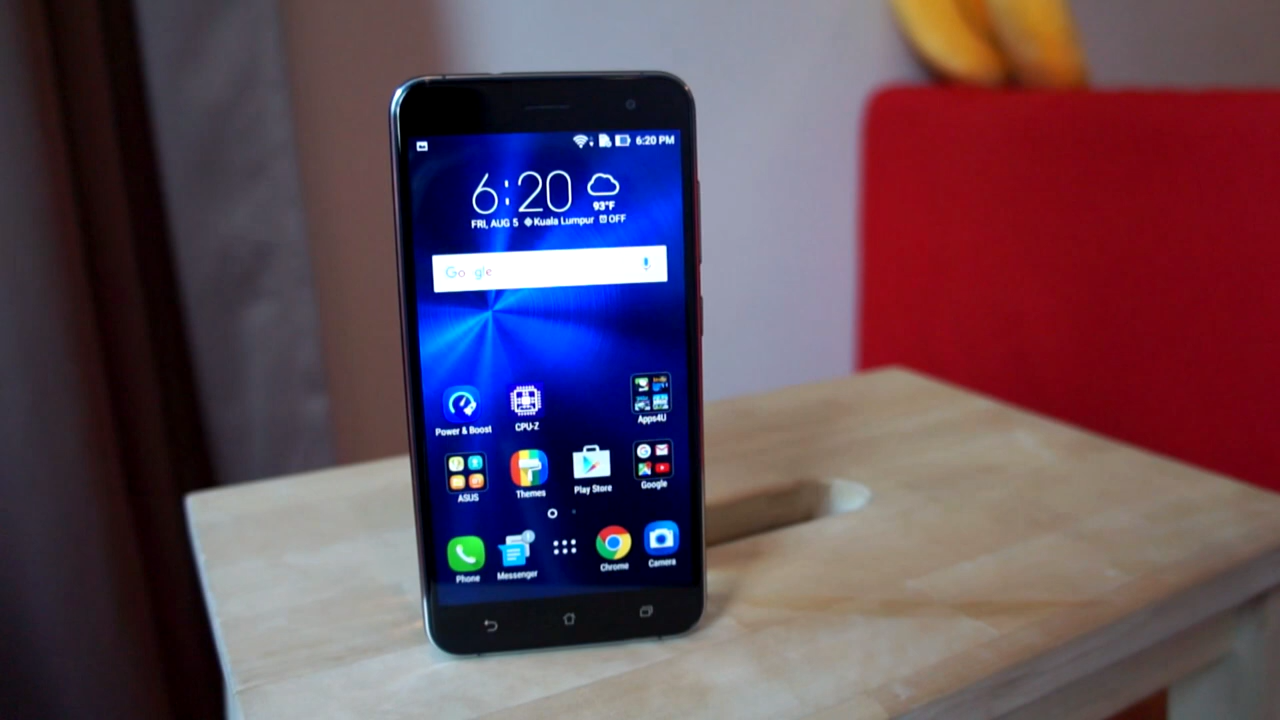 6:20 PM
6:20
93°F
FRI, AUG 5 Kuala Lumpur OFF
Google
Power & Boost
CPU-Z
Apps4U
ASUS
Themes
Play Store
Google
Phone
Messenger
Chrome
Camera